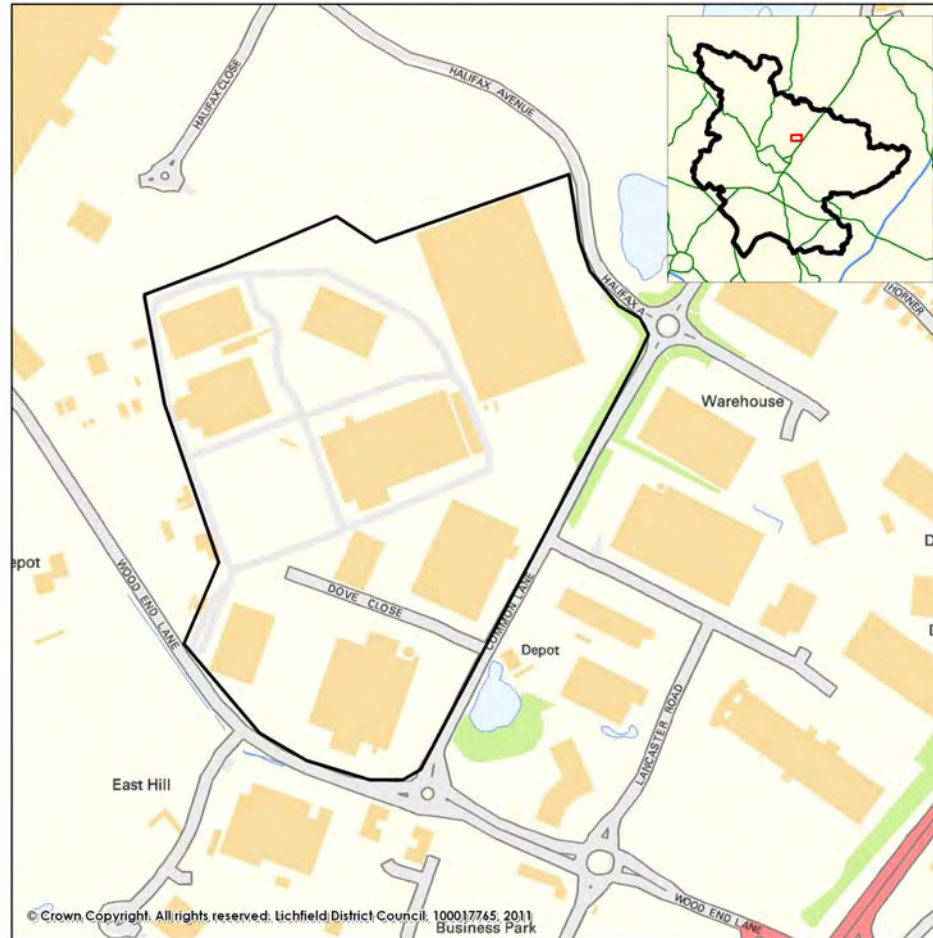 HALIFAX CLOSE
HALIFAX AVENUE
HALIFAX A
HORNER
Warehouse
WOOD END LANE
epot
DOVE CLOSE
COMMON LANE
Depot
D
D
LANCASTER ROAD
East Hill
WOOD END LANE
© Crown Copyright. All rights reserved. Lichfield District Council. 100017765, 2011
Business Park